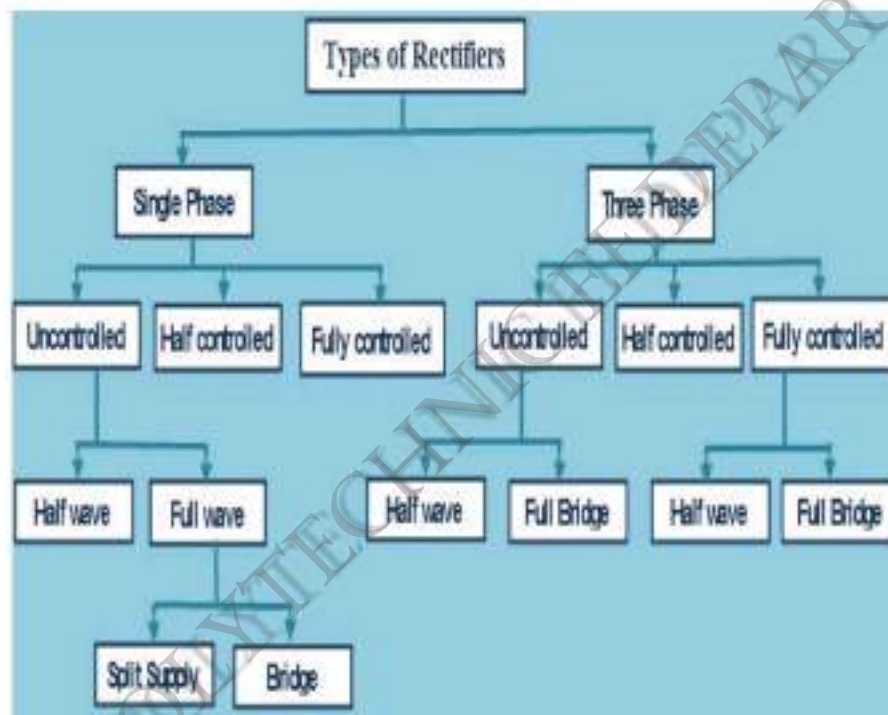 Types of Rectifiers
Single Phase
Three Phase
Uncontrolled
Half controlled
Fully controlled
Uncontrolled
Half controlled
Fully controlled
Half wave
Full wave
Half wave
Full Bridge
Half wave
Full Bridge
Split Supply
Bridge